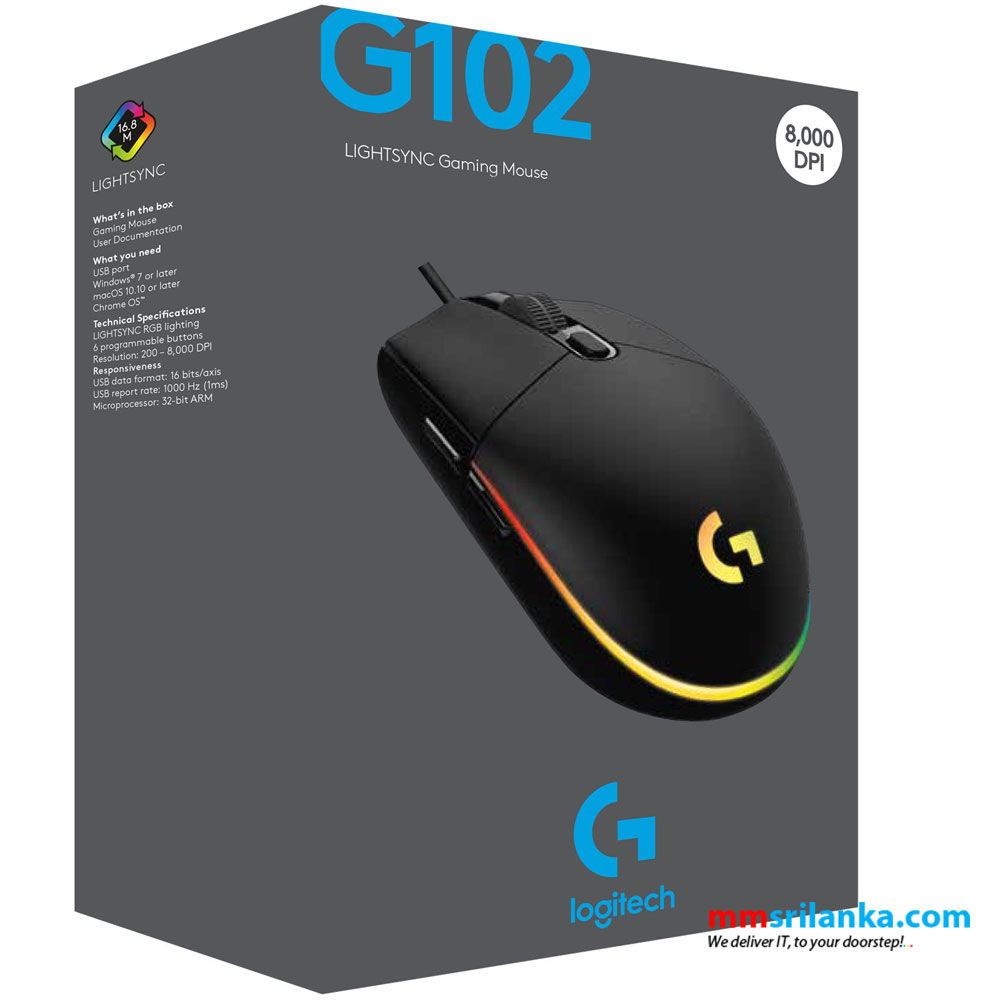 16.8
M
LIGHTSYNC
What's in the box
Gaming Mouse
User Documentation
What you need
USB port
Windows® 7 or later
macOS 10.10 or later
Chrome OS™
Technical Specifications
LIGHTSYNC RGB lighting
6 programmable buttons
Resolution: 200 – 8,000 DPI
Responsiveness
USB data format: 16 bits/axis
USB report rate: 1000 Hz (1ms)
Microprocessor: 32-bit ARM
G102
LIGHTSYNC Gaming Mouse
8,000
DPI
G
G
logitech
mmsrilanka.com
We deliver IT, to your doorstep!..